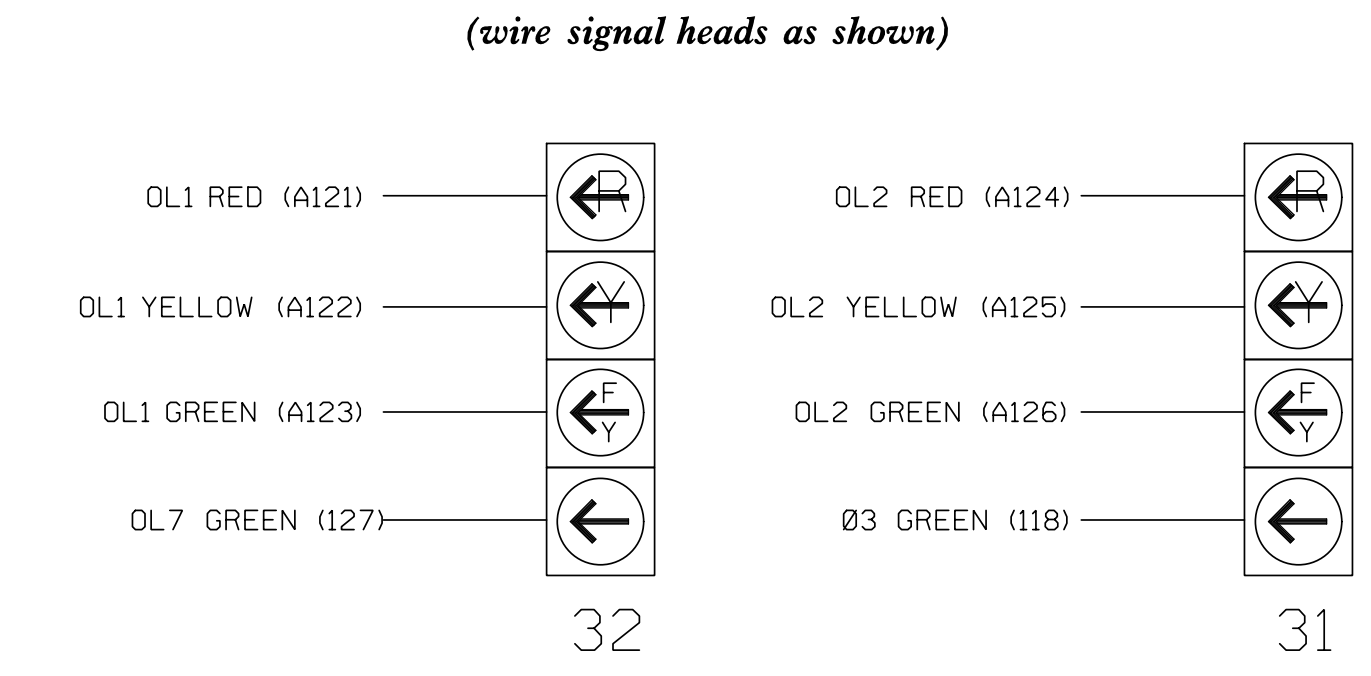 (wire signal heads as shown)
OL1 RED (A121)
R
OL1 YELLOW (A122)
Y
OL1 GREEN (A123)
F
Y
OL7 GREEN (127)
32
OL2 RED (A124)
R
OL2 YELLOW (A125)
Y
OL2 GREEN (A126)
F
Y
Ø3 GREEN (118)
31